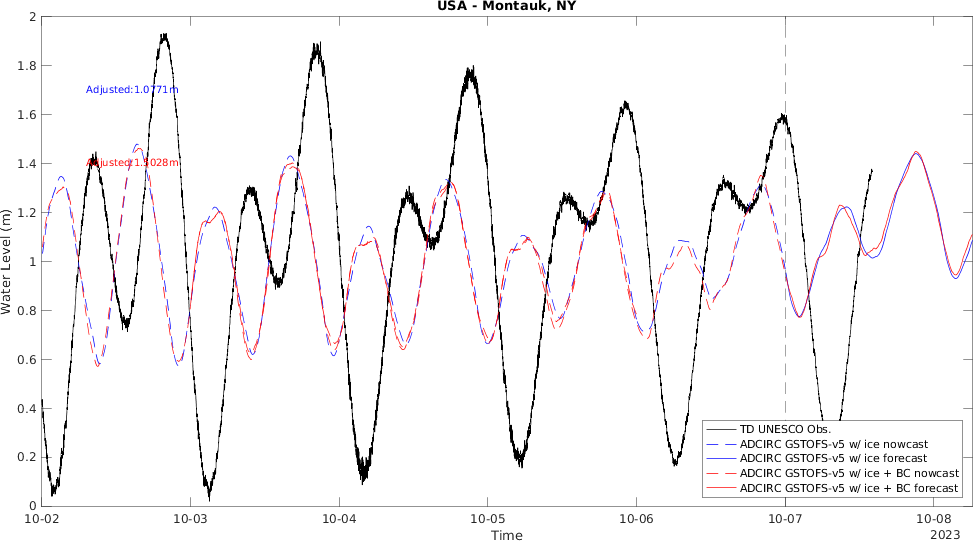 USA - Montauk, NY
2
1.8
1.6
1.4
1.2
1
0.8
0.6
0.4
0.2
0
Water Level (m)
Adjusted:1.0771m
Adjusted:1.5028m
TD UNESCO Obs.
ADCIRC GSTOFS-v5 w/ ice nowcast
ADCIRC GSTOFS-v5 w/ ice forecast
ADCIRC GSTOFS-v5 w/ ice + BC nowcast
ADCIRC GSTOFS-v5 w/ ice + BC forecast
10-02 10-03 10-04 10-05 10-06 10-07 10-08
Time
2023